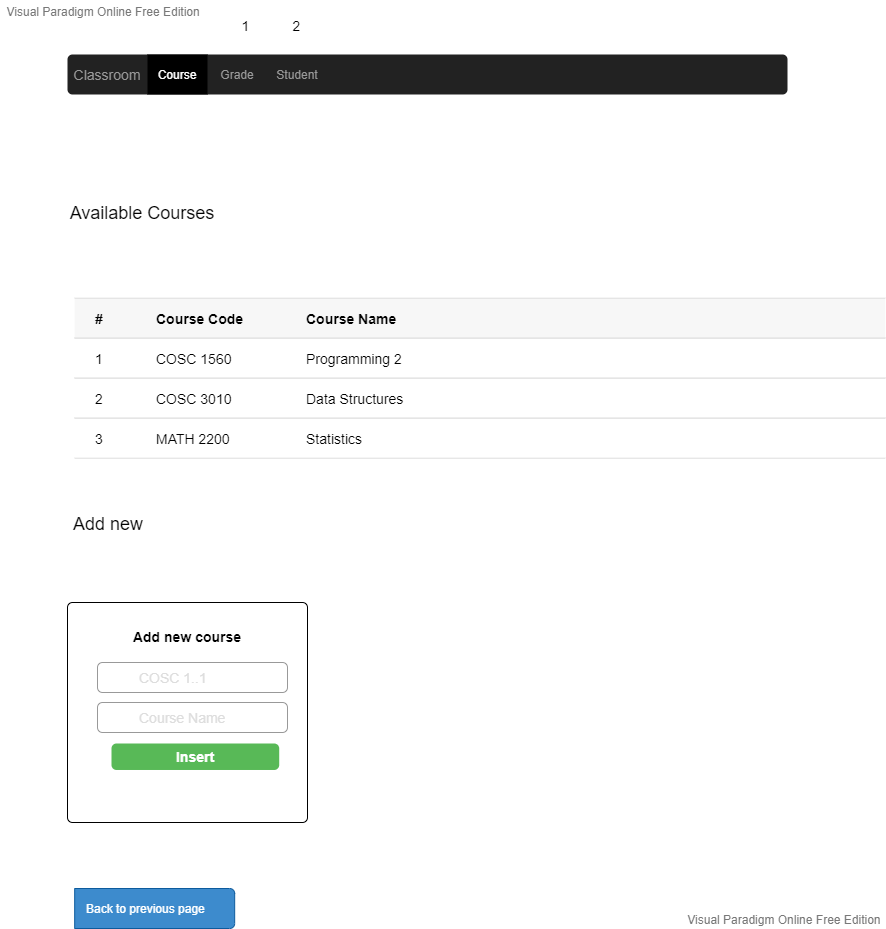 Visual Paradigm Online Free Edition
1 2
Classroom Course Grade Student
Available Courses
# Course Code Course Name
1 COSC 1560 Programming 2
2 COSC 3010 Data Structures
3 MATH 2200 Statistics
Add new
Add new course
COSC 1..1
Course Name
Insert
Back to previous page
Visual Paradigm Online Free Edition